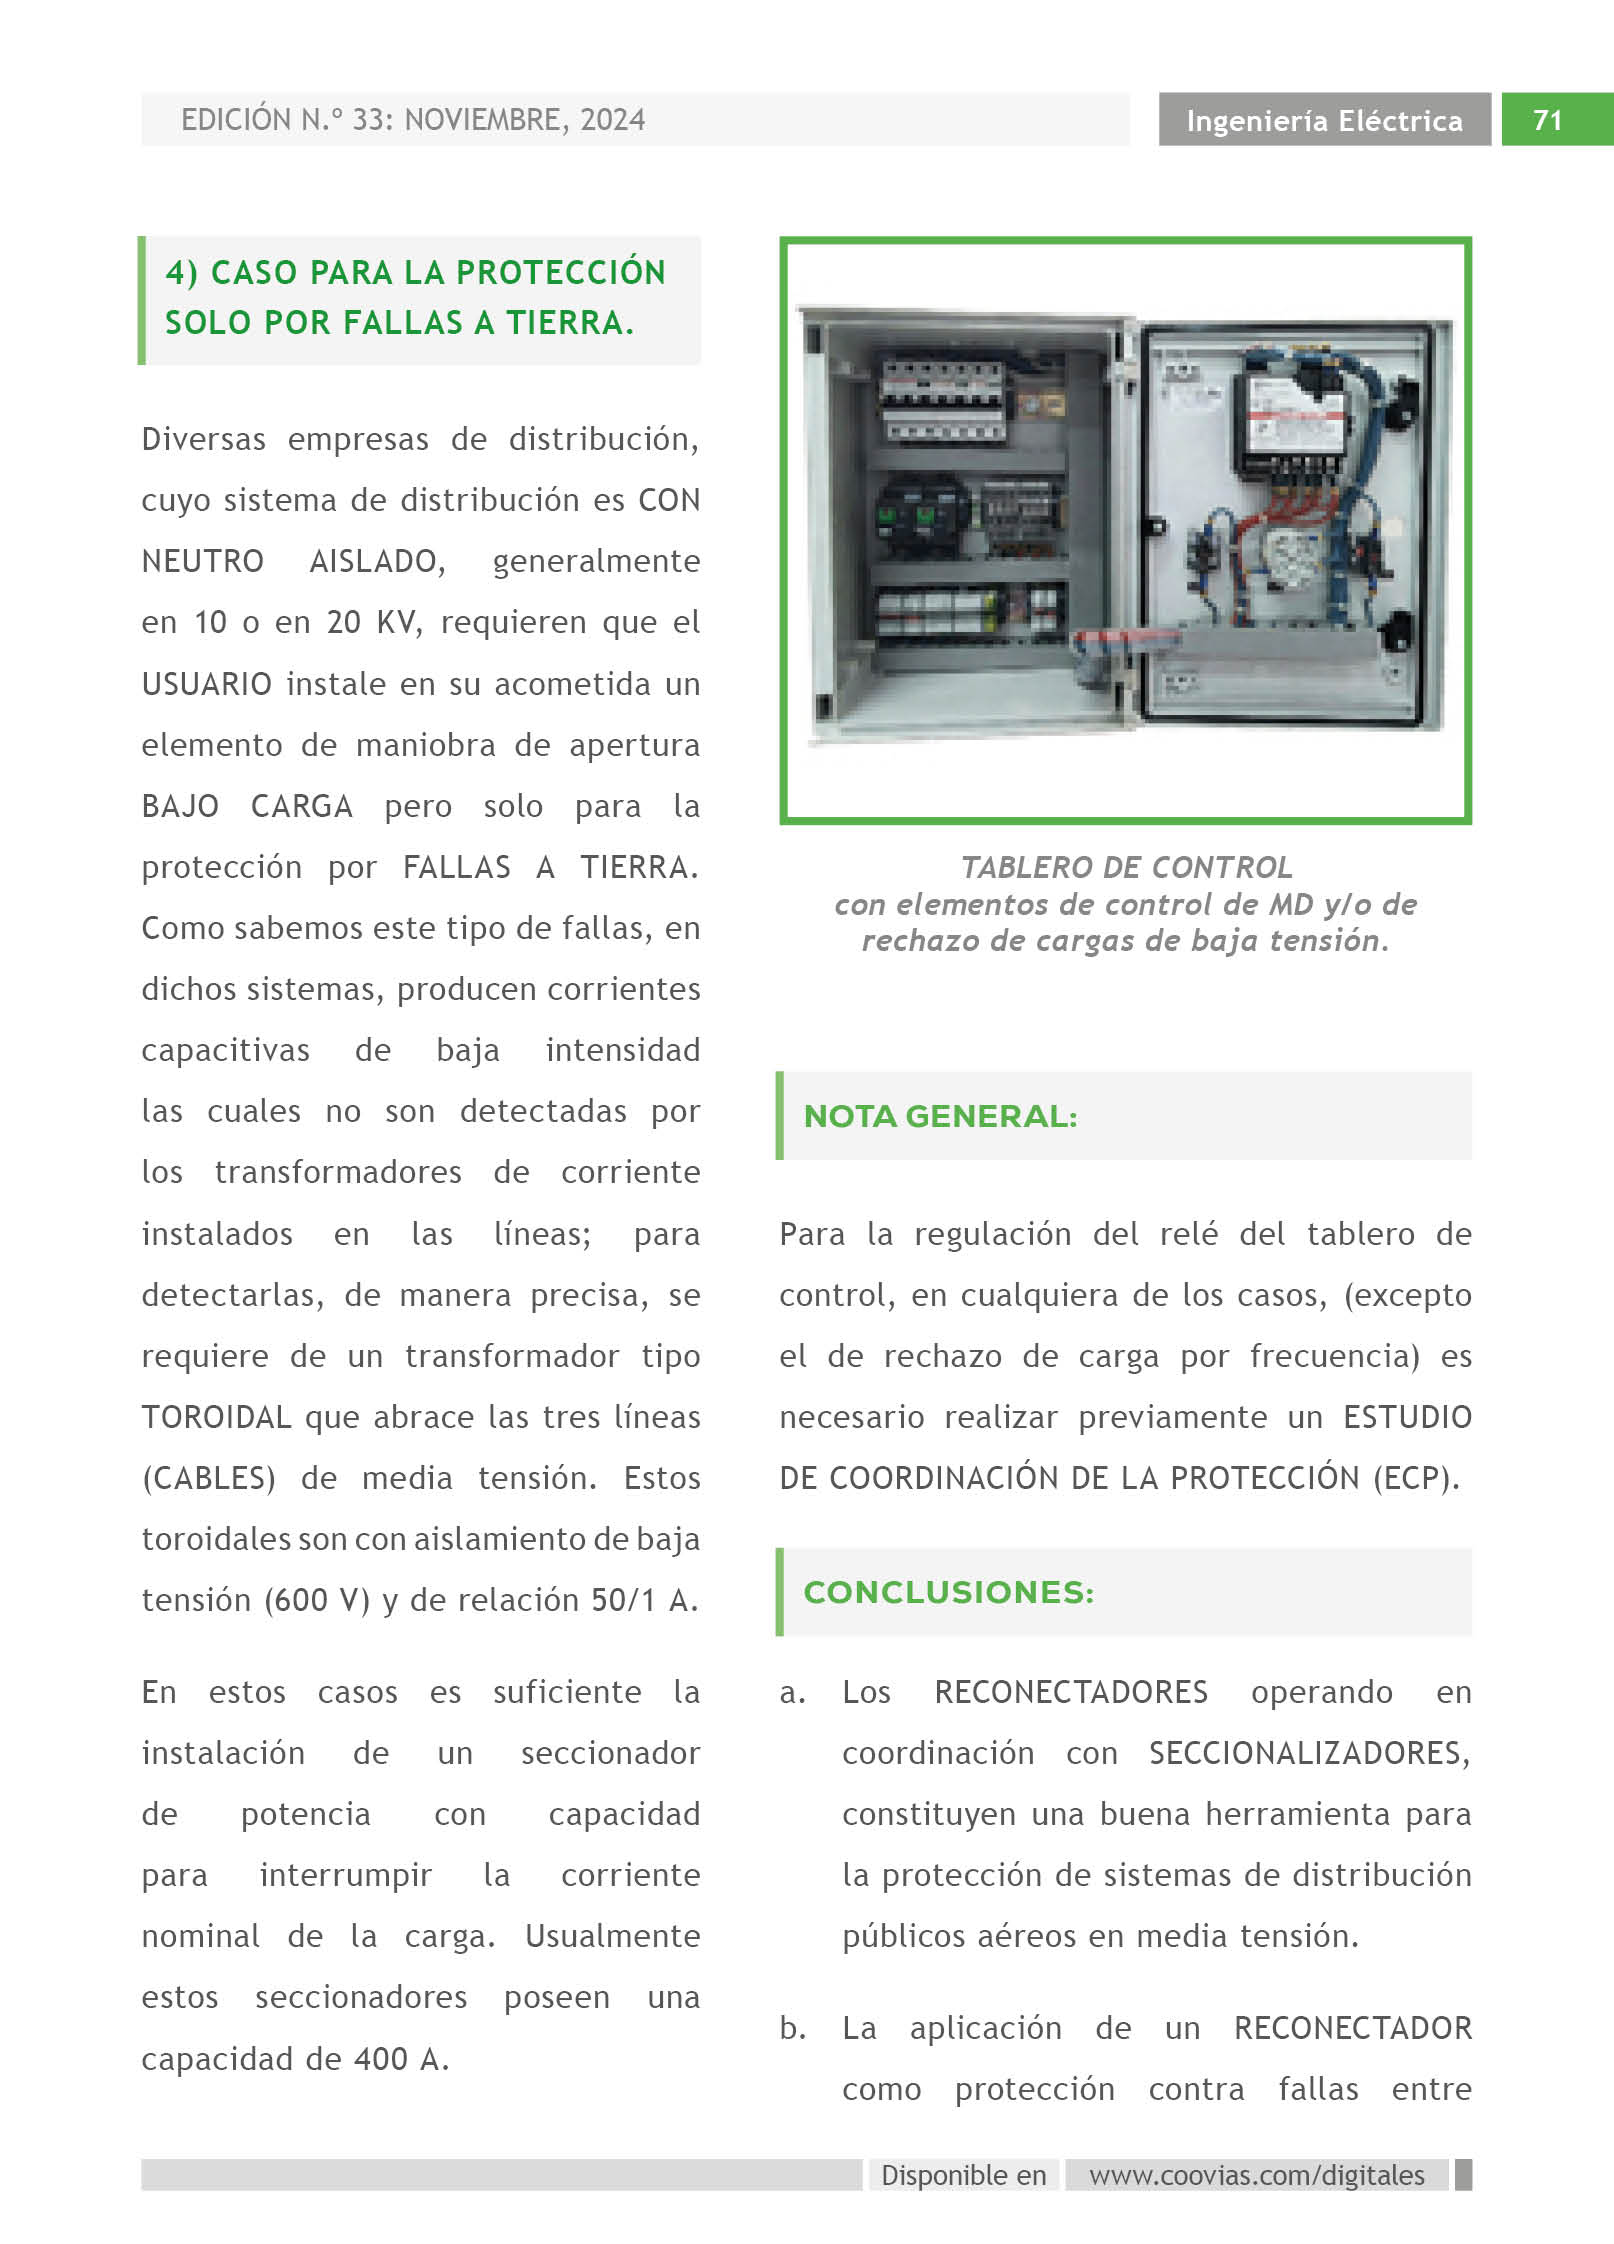 EDICIÓN N.º 33: NOVIEMBRE, 2024
Ingeniería Eléctrica
71
4) CASO PARA LA PROTECCIÓN
SOLO POR FALLAS A TIERRA.
Diversas empresas de distribución,
cuyo sistema de distribución es CON
NEUTRO AISLADO, generalmente
en 10 o en 20 KV, requieren que el
USUARIO instale en su acometida un
elemento de maniobra de apertura
BAJO CARGA pero solo para la
protección por FALLAS A TIERRA.
Como sabemos este tipo de fallas, en
dichos sistemas, producen corrientes
capacitivas de baja intensidad
las cuales no son detectadas por
los transformadores de corriente
instalados en las líneas; para
detectarlas, de manera precisa, se
requiere de un transformador tipo
TOROIDAL que abrace las tres líneas
(CABLES) de media tensión. Estos
toroidales son con aislamiento de baja
tensión (600 V) y de relación 50/1 A.
En estos casos es suficiente la
instalación de un seccionador
de potencia con capacidad
para interrumpir la corriente
nominal de la carga. Usualmente
estos seccionadores poseen una
capacidad de 400 A.
TABLERO DE CONTROL
con elementos de control de MD y/o de
rechazo de cargas de baja tensión.
NOTA GENERAL:
Para la regulación del relé del tablero de
control, en cualquiera de los casos, (excepto
el de rechazo de carga por frecuencia) es
necesario realizar previamente un ESTUDIO
DE COORDINACIÓN DE LA PROTECCIÓN (ECP).
CONCLUSIONES:
a. Los RECONECTADORES operando en
coordinación con SECCIONALIZADORES,
constituyen una buena herramienta para
la protección de sistemas de distribución
públicos aéreos en media tensión.
b. La aplicación de un RECONECTADOR
como protección contra fallas entre
Disponible en
www.coovias.com/digitales